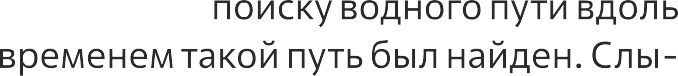 поиску водного пути вдоль
временем такой путь был найден. Слы-